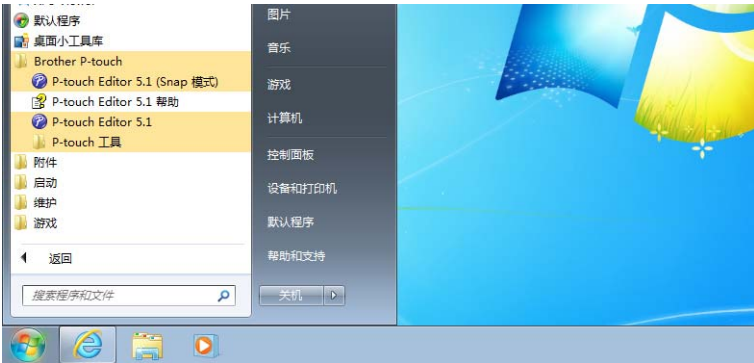 默认程序
桌面小工具库
Brother P-touch
P-touch Editor 5.1 (Snap 模式)
P-touch Editor 5.1 帮助
P-touch Editor 5.1
P-touch 工具
附件
启动
维护
游戏
返回
搜索程序和文件
图片
音乐
游戏
计算机
控制面板
设备和打印机
默认程序
帮助和支持
关机